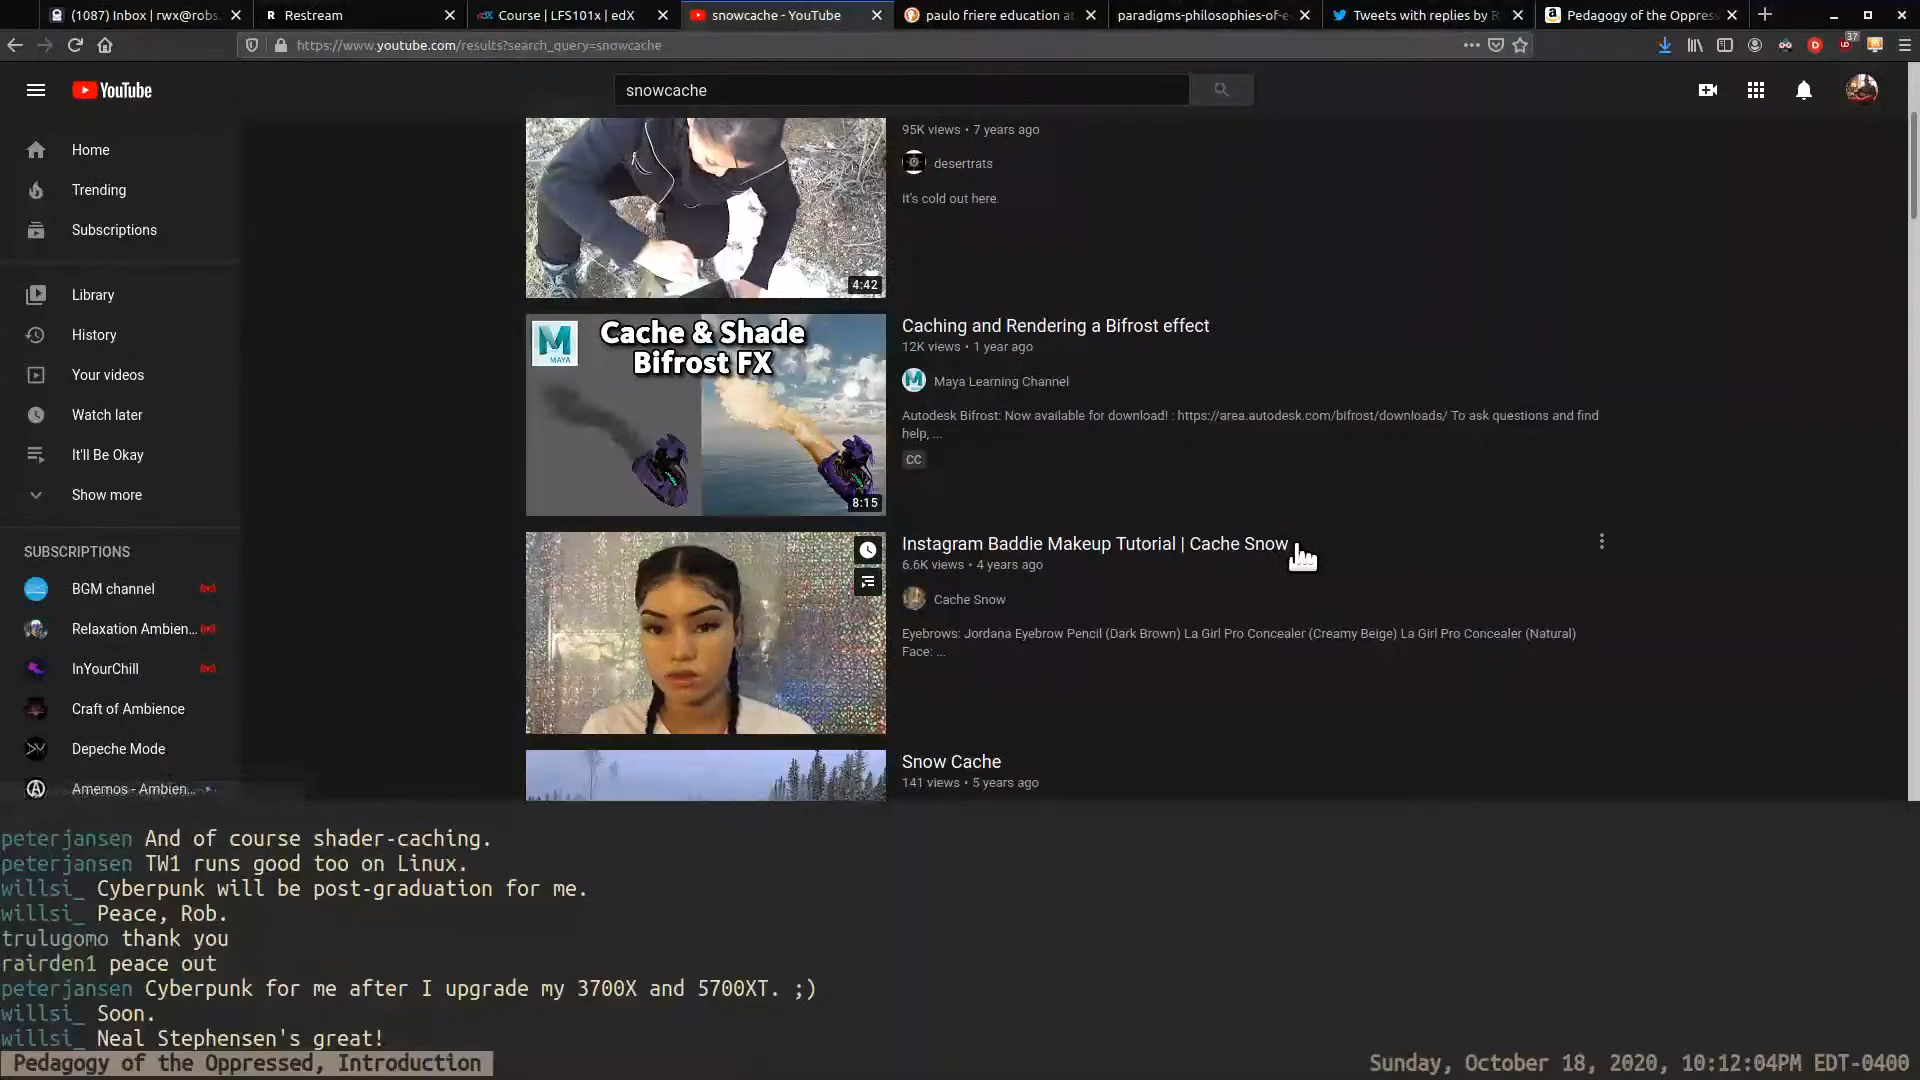 (1087) Inbox | rwx@robs
Restream
Course | LFS101x | edX
snowcache - YouTube
paulo friere education at
paradigms-philosophies-of-e
Tweets with replies by R
Pedagogy of the Oppress
https://www.youtube.com/results?search_query=snowcache
37
YouTube
snowcache
Home
Trending
Subscriptions
Library
History
Your videos
Watch later
It'll Be Okay
Show more
SUBSCRIPTIONS
BGM channel
Relaxation Ambien...
InYourChill
Craft of Ambience
Depeche Mode
Amemos - Ambien...
95K views • 7 years ago
desertrats
It's cold out here.
4:42
MAYA
Cache & Shade
Bifrost FX
8:15
Caching and Rendering a Bifrost effect
12K views • 1 year ago
Maya Learning Channel
Autodesk Bifrost: Now available for download! : https://area.autodesk.com/bifrost/downloads/ To ask questions and find
help, ...
CC
Instagram Baddie Makeup Tutorial | Cache Snow
6.6K views • 4 years ago
Cache Snow
Eyebrows: Jordana Eyebrow Pencil (Dark Brown) La Girl Pro Concealer (Creamy Beige) La Girl Pro Concealer (Natural)
Face: ...
Snow Cache
141 views • 5 years ago
peterjansen And of course shader-caching.
peterjansen TW1 runs good too on Linux.
willsi_ Cyberpunk will be post-graduation for me.
willsi_ Peace, Rob.
trulugomo thank you
rairden1 peace out
peterjansen Cyberpunk for me after I upgrade my 3700X and 5700XT. ;)
willsi_ Soon.
willsi_ Neal Stephensen's great!
Pedagogy of the Oppressed, Introduction
Sunday, October 18, 2020, 10:12:04PM EDT-0400